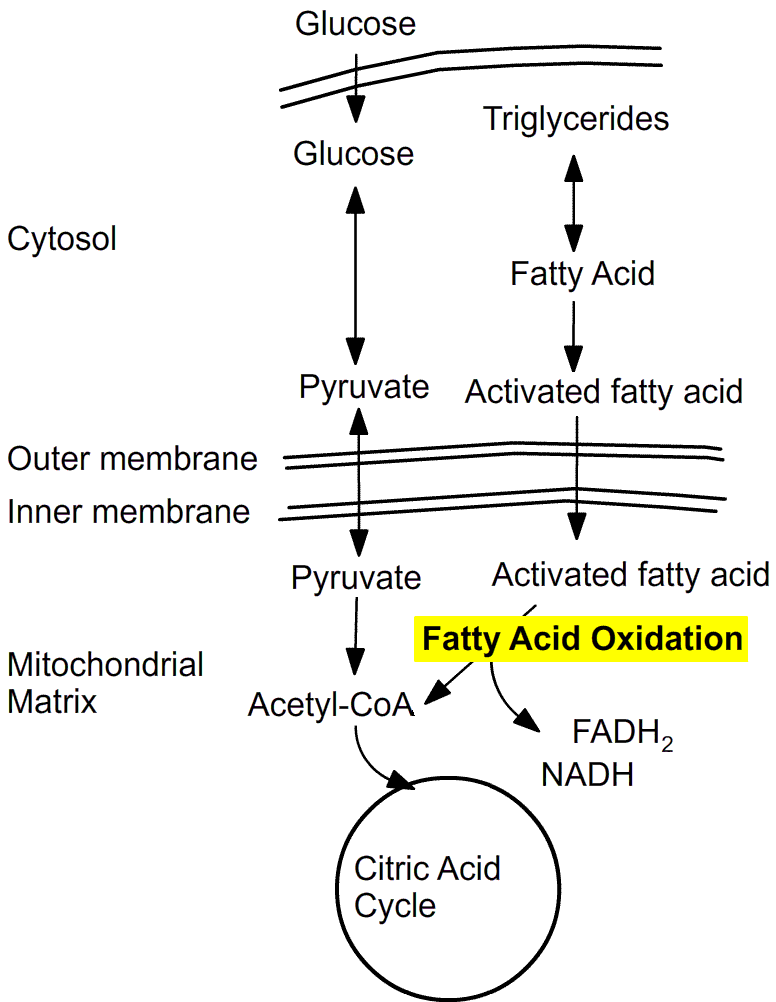 Glucose
Triglycerides
Glucose
Cytosol
Fatty Acid
Pyruvate
Activated fatty acid
Outer membrane
Inner membrane
Pyruvate
Activated fatty acid
Fatty Acid Oxidation
Mitochondrial
Matrix
Acetyl-CoA
FADH₂
NADH
Citric Acid
Cycle